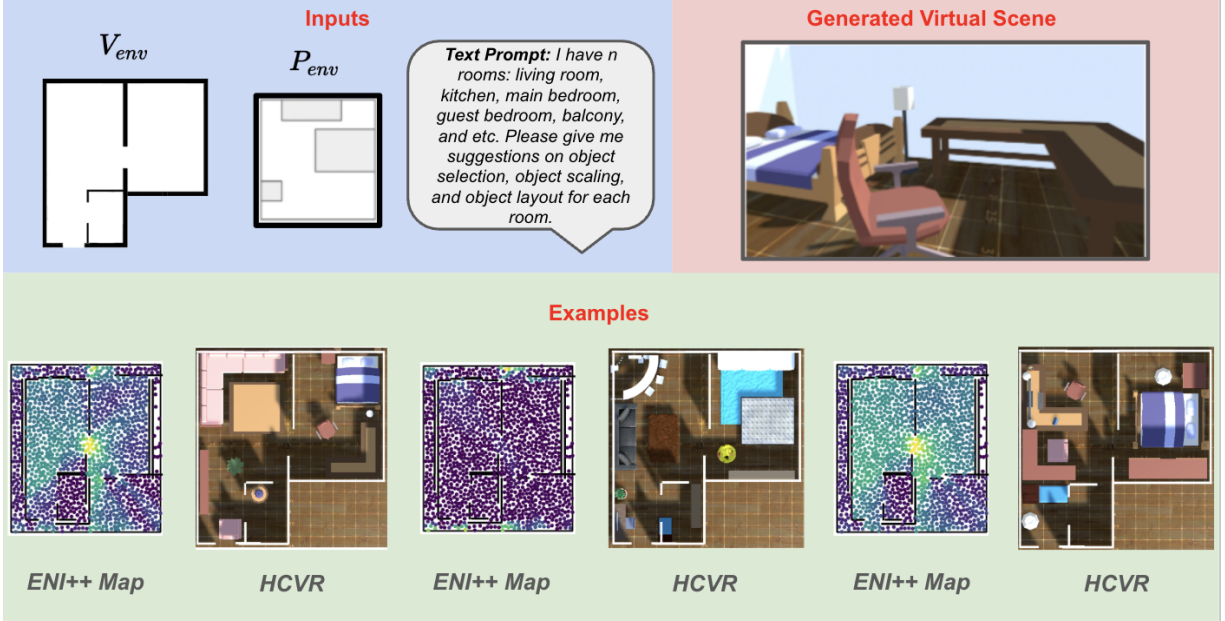 Inputs
V_env
P_env
Text Prompt: I have n
rooms: living room,
kitchen, main bedroom,
guest bedroom, balcony,
and etc. Please give me
suggestions on object
selection, object scaling,
and object layout for each
room.
Generated Virtual Scene
Examples
ENI++ Map
HCVR
ENI++ Map
HCVR
ENI++ Map
HCVR